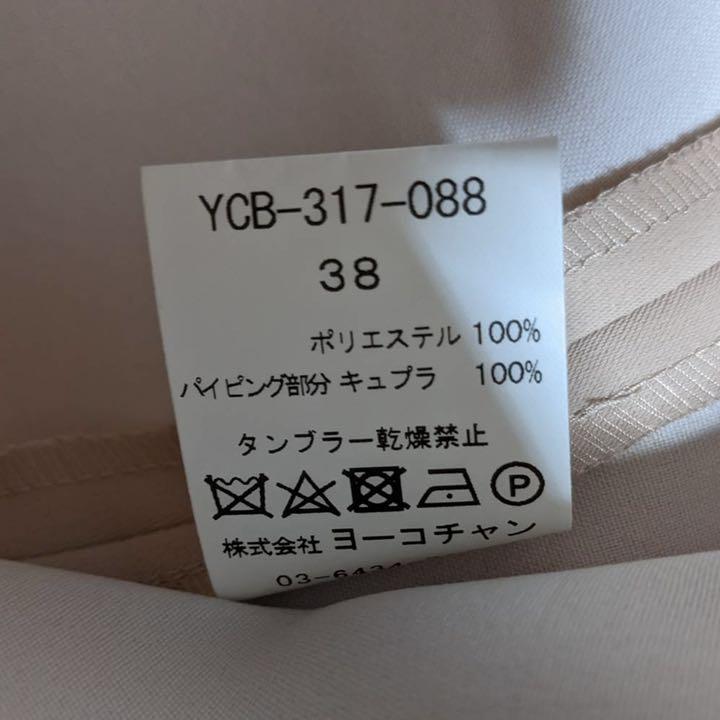 YCB-317-088
38
ポリエステル 100%
パイピング部分 キュプラ 100%
タンブラー乾燥禁止
P
株式会社 ヨーコチャン